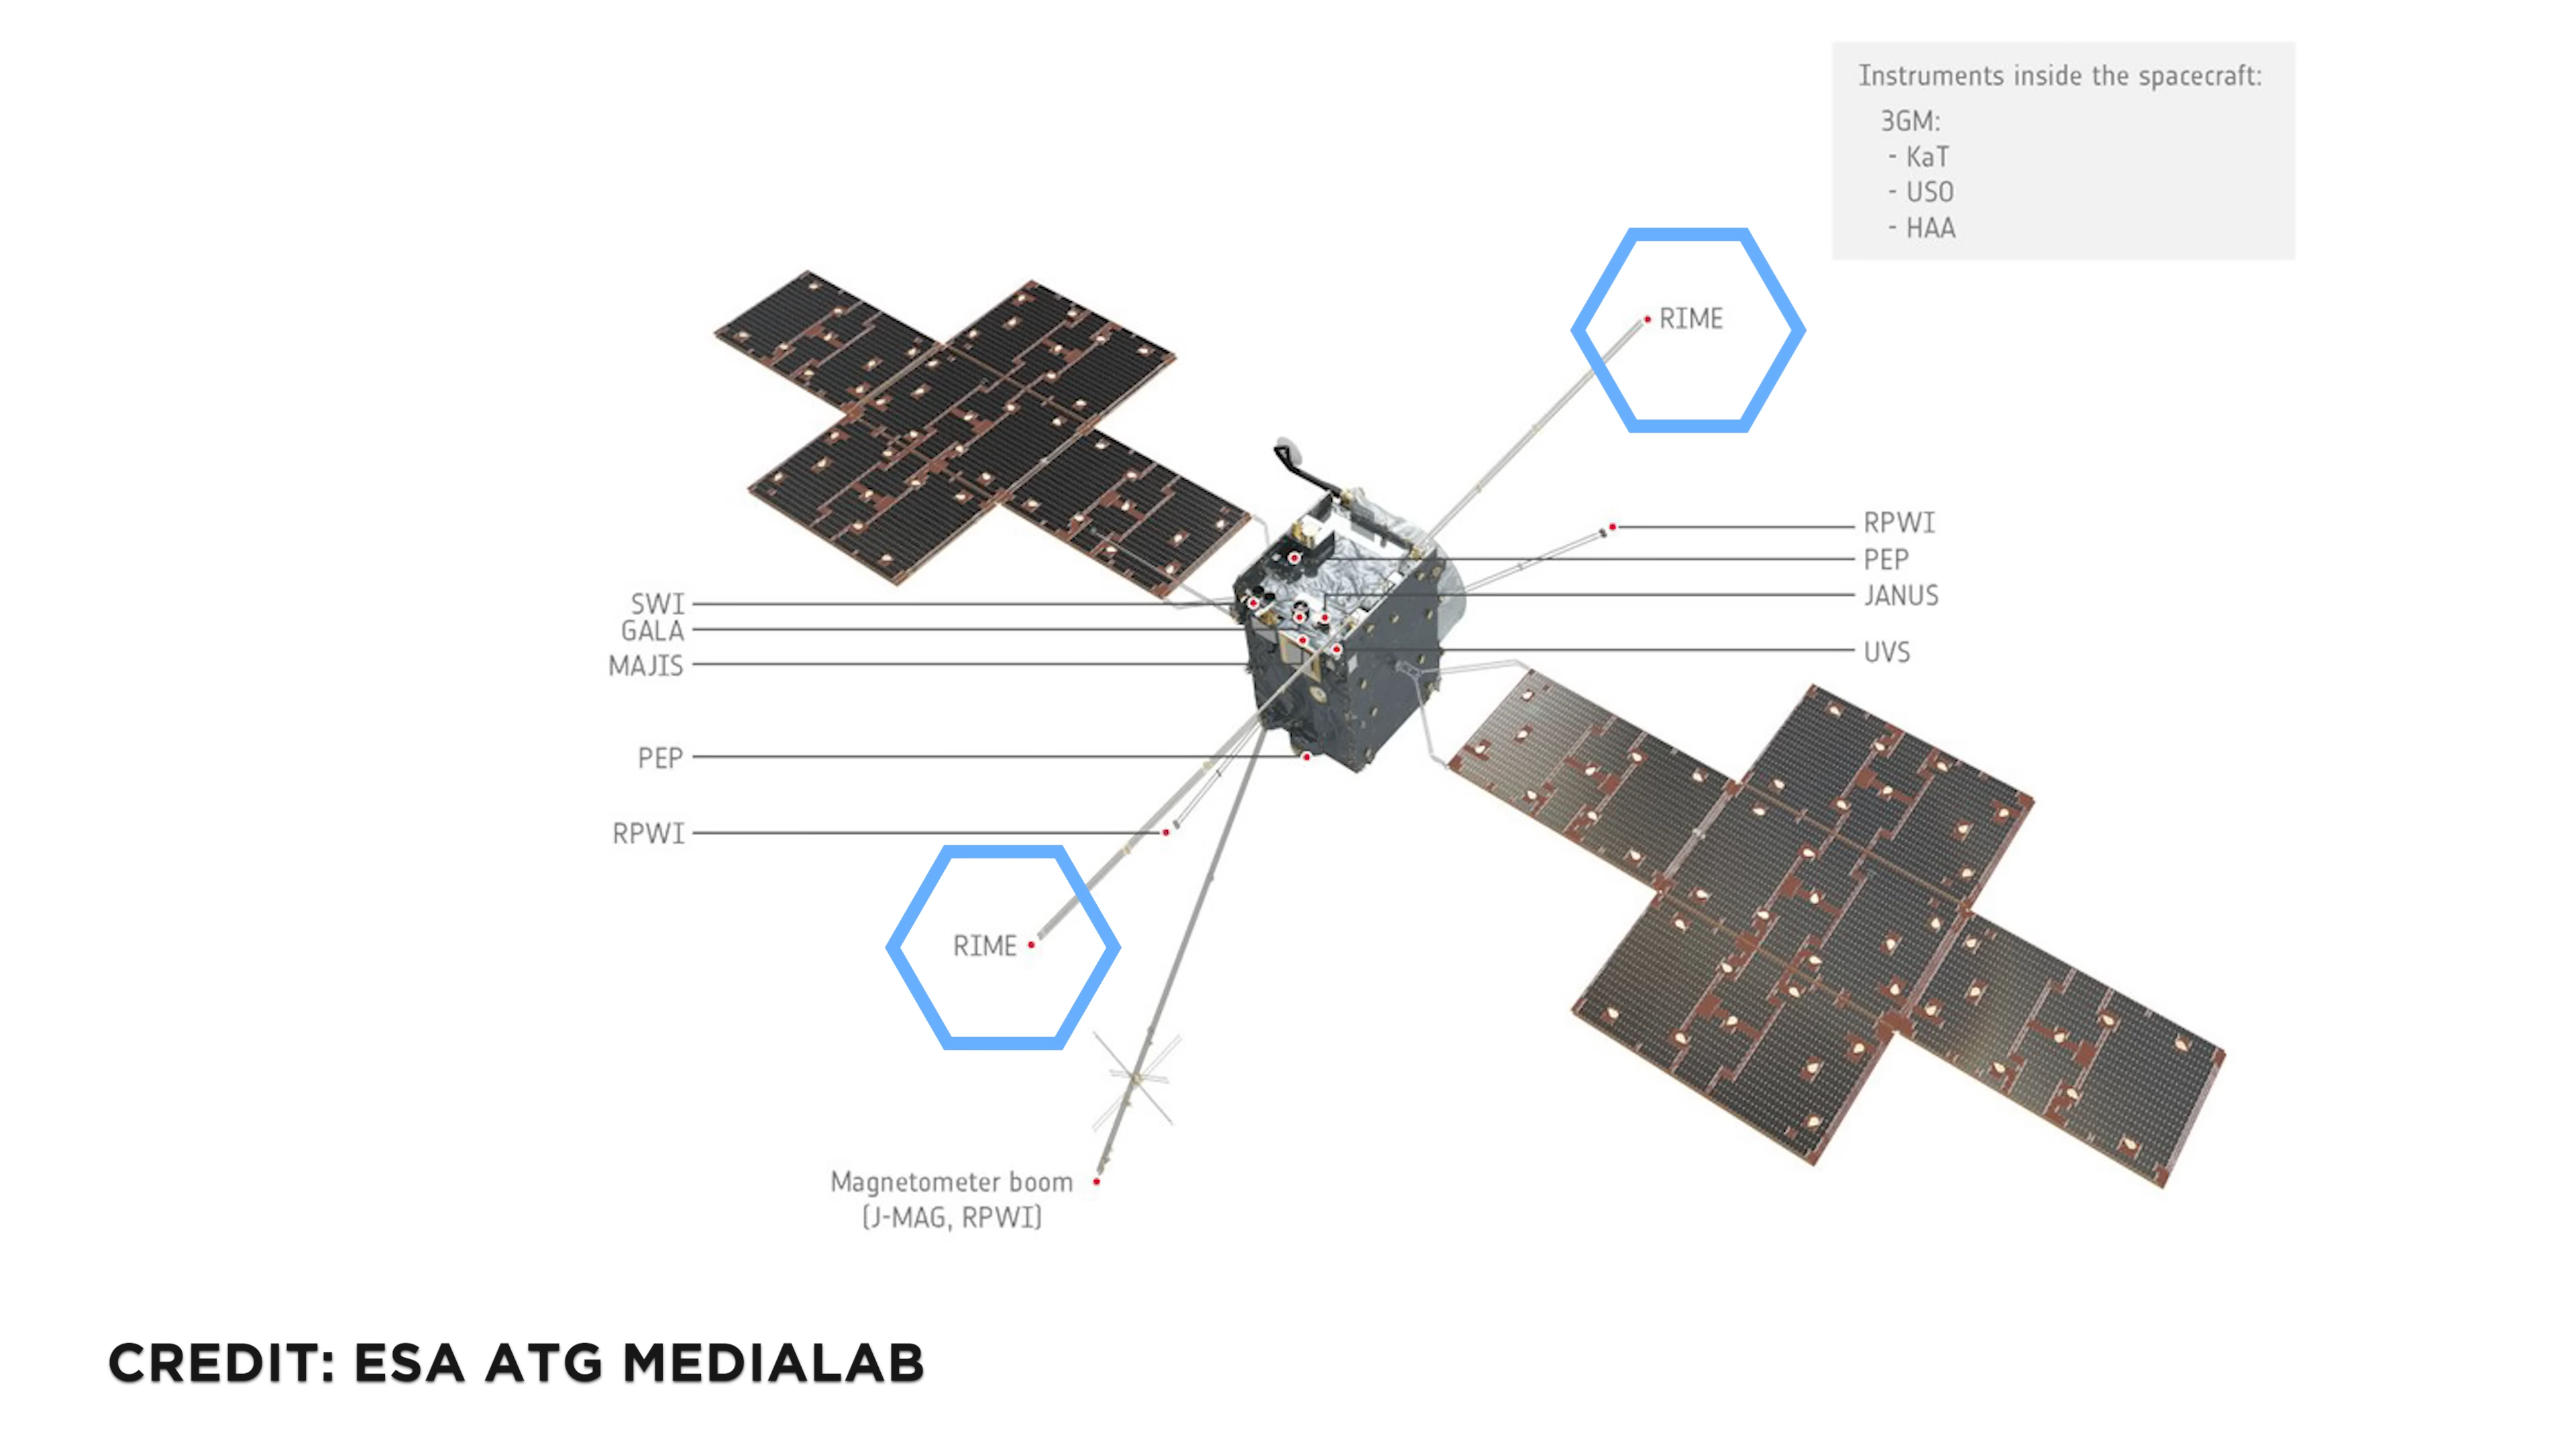 Instruments inside the spacecraft:
3GM:
- KaT
- USO
- HAA
RIME
RPWI
PEP
JANUS
UVS
SWI
GALA
MAJIS
PEP
RPWI
RIME
Magnetometer boom
(J-MAG, RPWI)
CREDIT: ESA ATG MEDIALAB